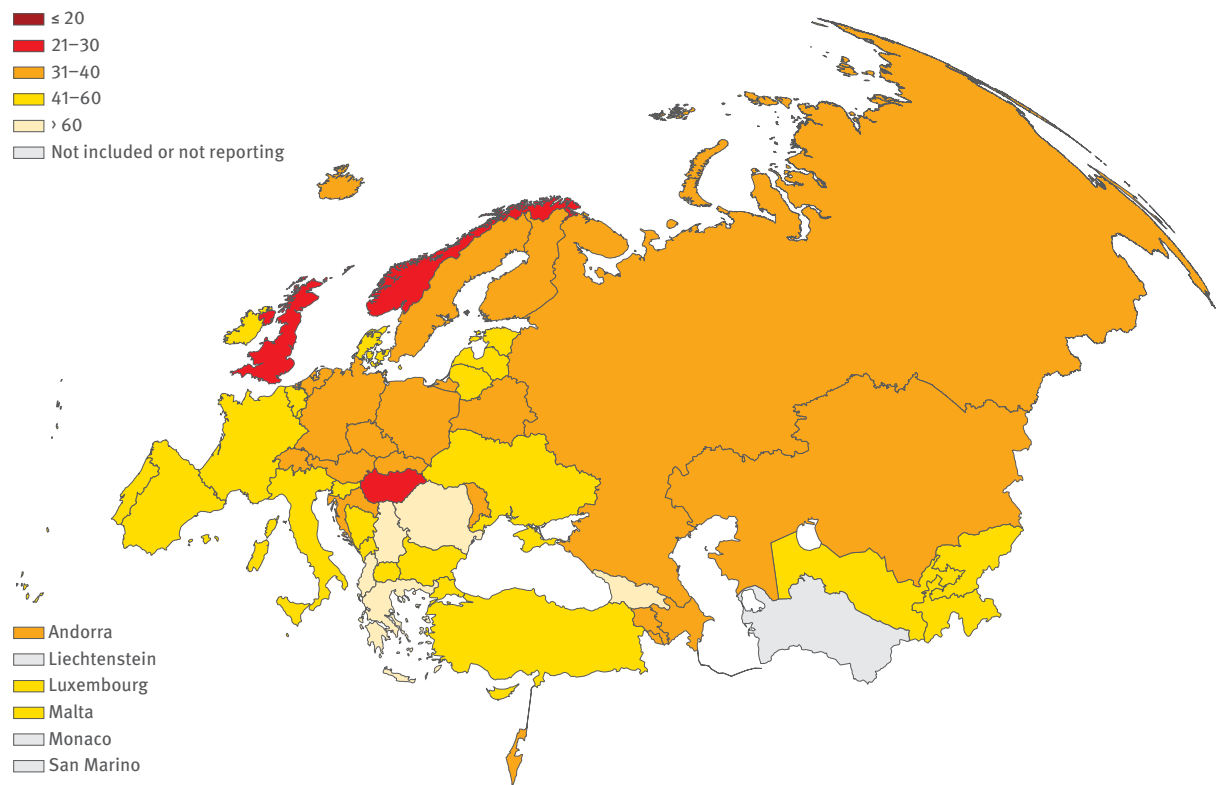 ≤ 20
21–30
31–40
41–60
> 60
Not included or not reporting
Andorra
Liechtenstein
Luxembourg
Malta
Monaco
San Marino